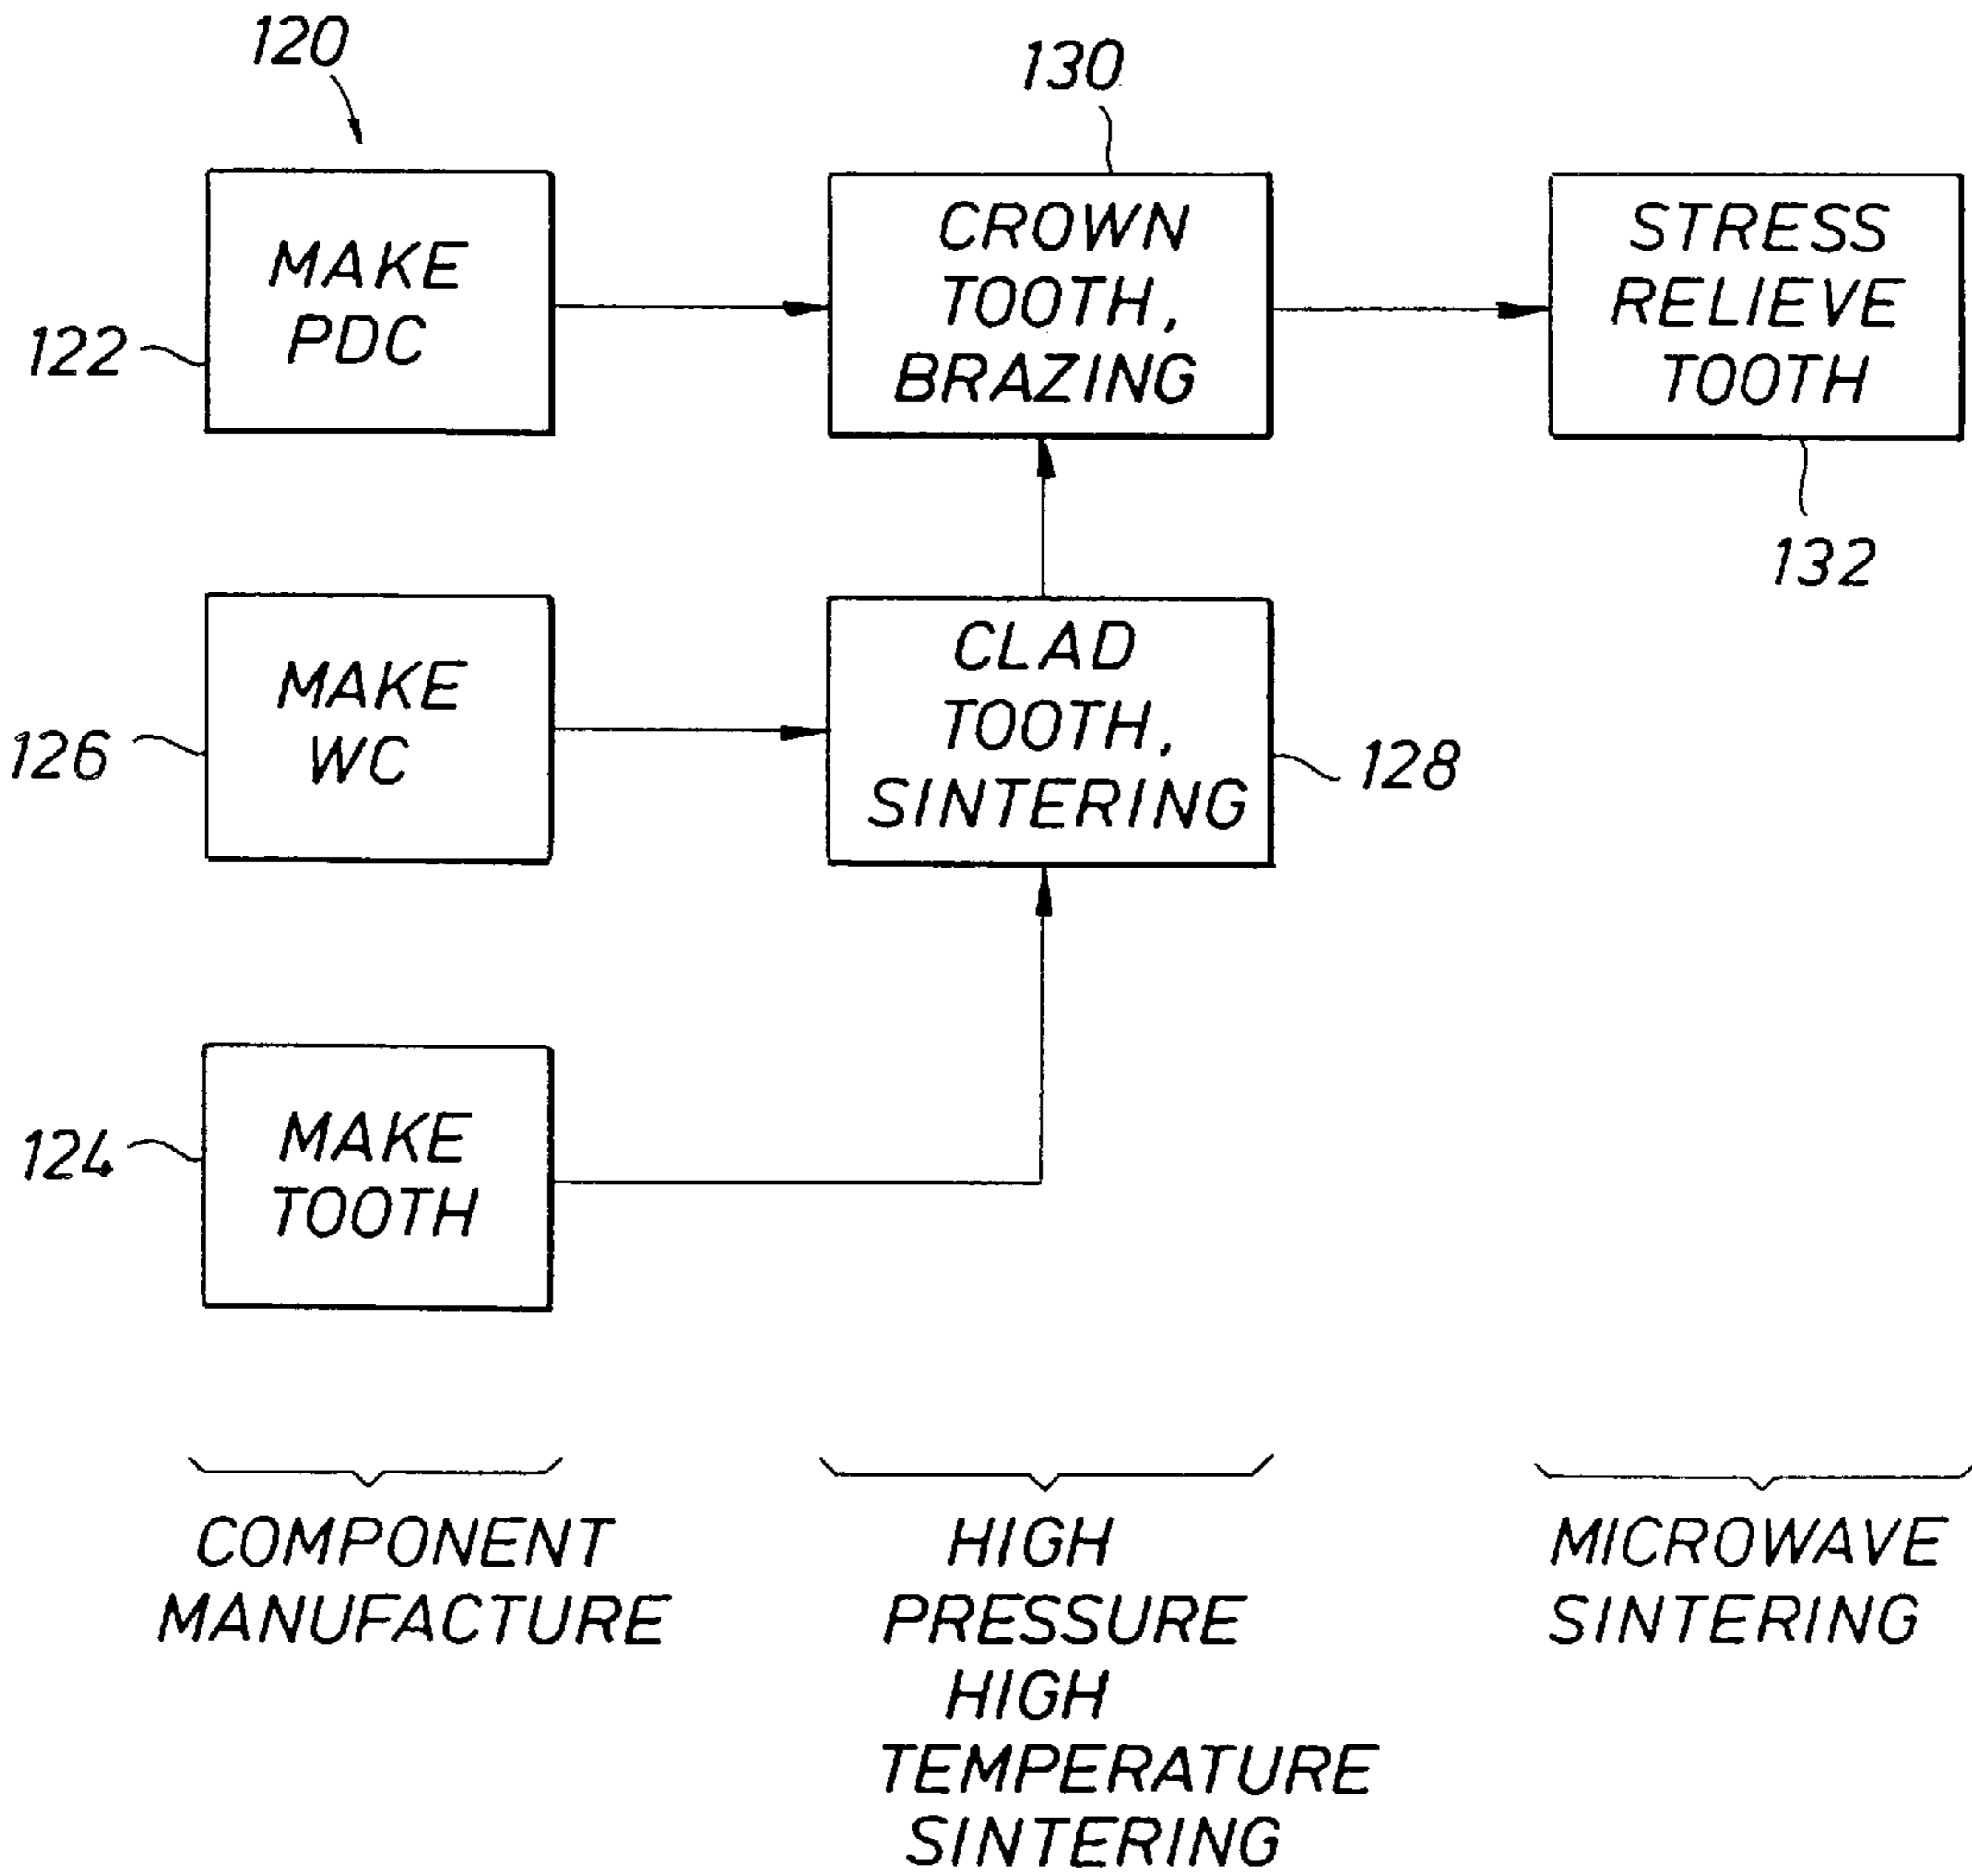 120
130
MAKE
PDC
122
CROWN
TOOTH,
BRAZING
STRESS
RELIEVE
TOOTH
132
MAKE
WC
126
CLAD
TOOTH,
SINTERING
128
MAKE
TOOTH
124
COMPONENT
MANUFACTURE
HIGH
PRESSURE
HIGH
TEMPERATURE
SINTERING
MICROWAVE
SINTERING